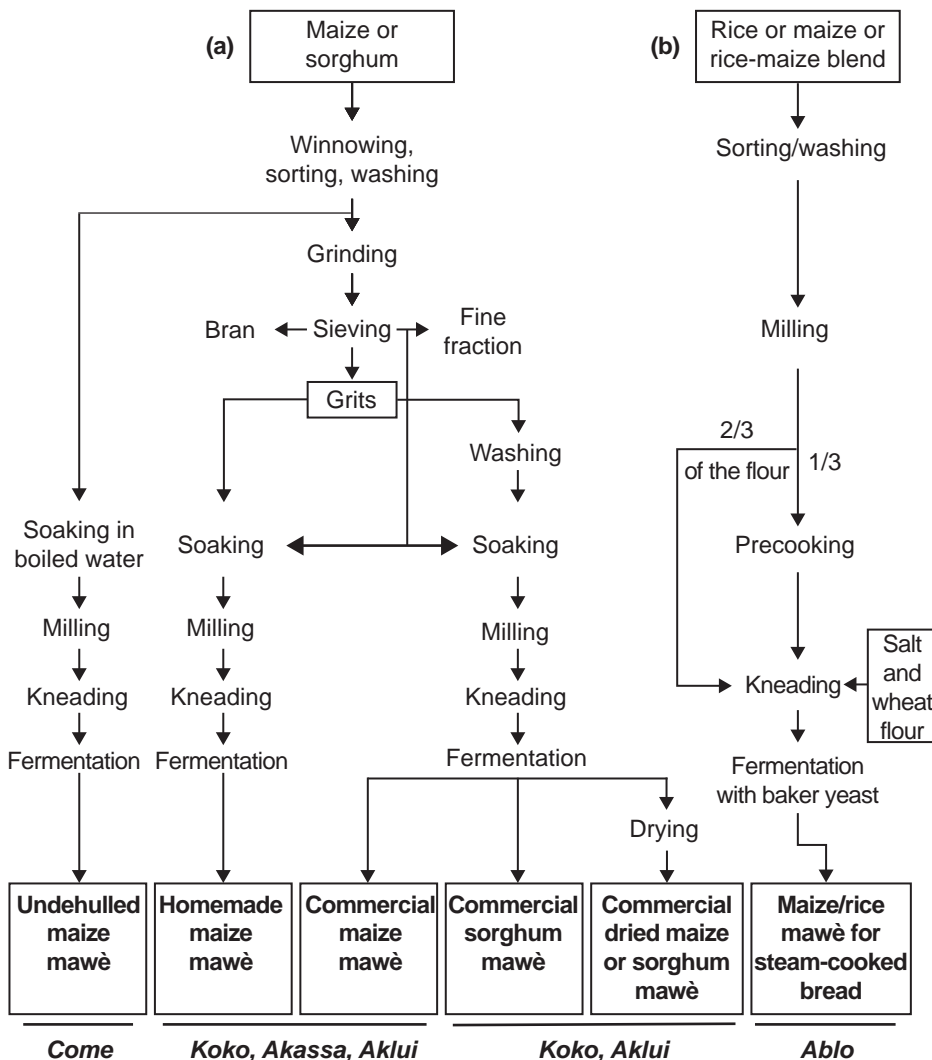 (a)
Maize or
sorghum
Winnowing,
sorting, washing
Grinding
Bran
Sieving
Fine
fraction
Grits
Washing
Soaking in
boiled water
Soaking
Soaking
Milling
Milling
Milling
Kneading
Kneading
Kneading
Fermentation
Fermentation
Fermentation
Drying
Undehulled
maize
mawè
Homemade
maize
mawè
Commercial
maize
mawè
Commercial
sorghum
mawè
Commercial
dried maize
or sorghum
mawè
Come
Koko, Akassa, Aklui
Koko, Aklui
(b)
Rice or maize or
rice-maize blend
Sorting/washing
Milling
2/3
of the flour
1/3
Precooking
Kneading
Salt
and
wheat
flour
Fermentation
with baker yeast
Maize/rice
mawè for
steam-cooked
bread
Ablo